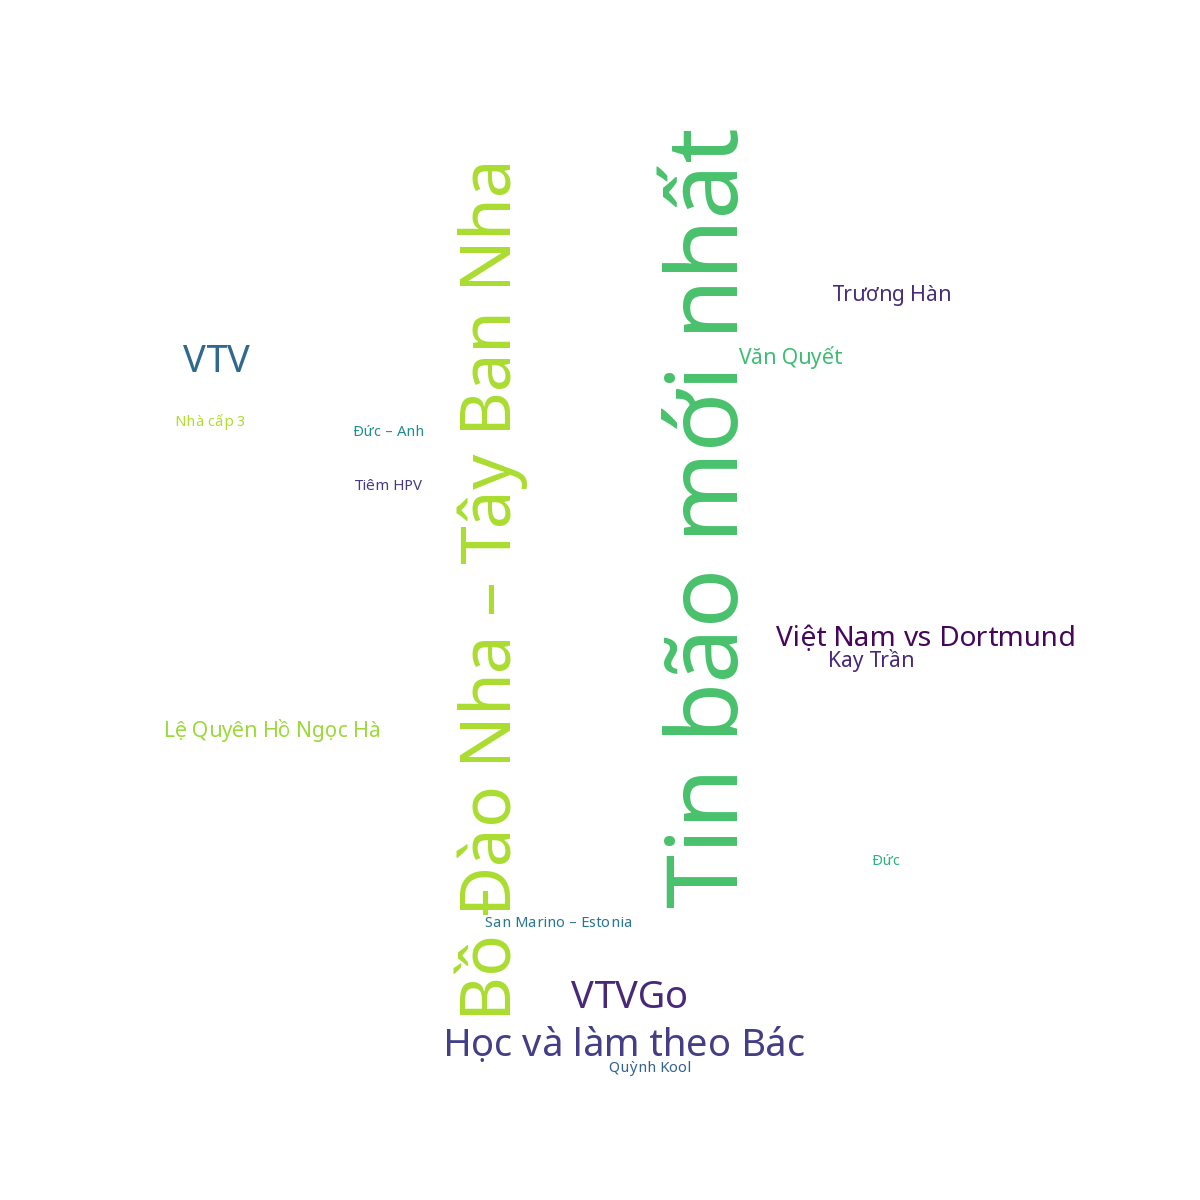 Tin bão mới nhất
Bồ Đào Nha – Tây Ban Nha
Trương Hàn
VTV
Văn Quyết
Nhà cấp 3
Đức – Anh
Tiêm HPV
Việt Nam vs Dortmund
Kay Trần
Lệ Quyên Hồ Ngọc Hà
Đức
San Marino – Estonia
VTVGo
Học và làm theo Bác
Quỳnh Kool